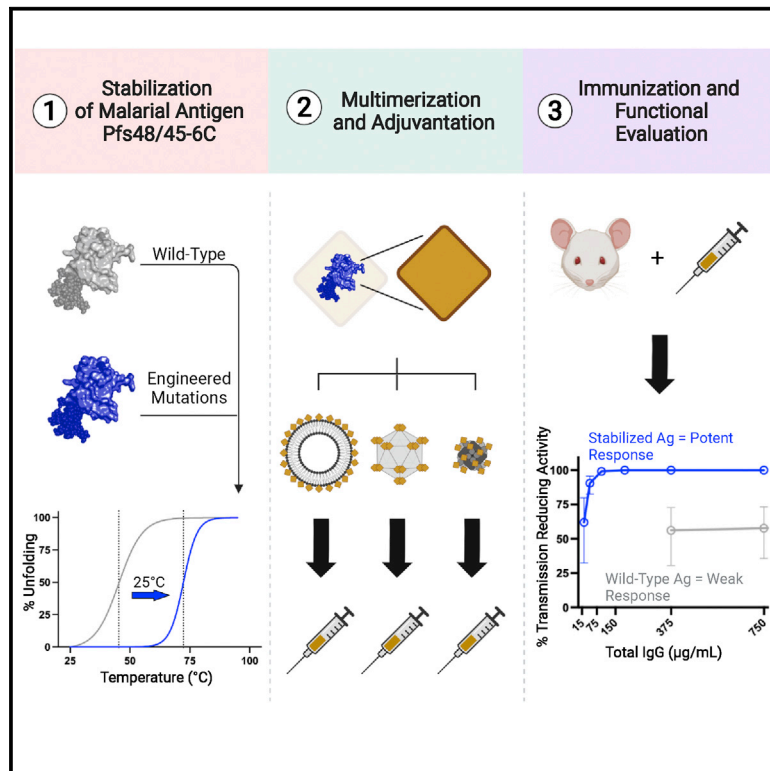 1
Stabilization
of Malarial Antigen
Pfs48/45-6C
2
Multimerization
and Adjuvantation
3
Immunization and
Functional
Evaluation
Wild-Type
Engineered
Mutations
% Unfolding
100
75
50
25
0
25°C
25
50
75
100
Temperature (°C)
+
% Transmission Reducing Activity
100
75
50
25
0
Stabilized Ag = Potent
Response
Wild-Type Ag = Weak
Response
15
75
150
375
750
Total IgG (μg/mL)